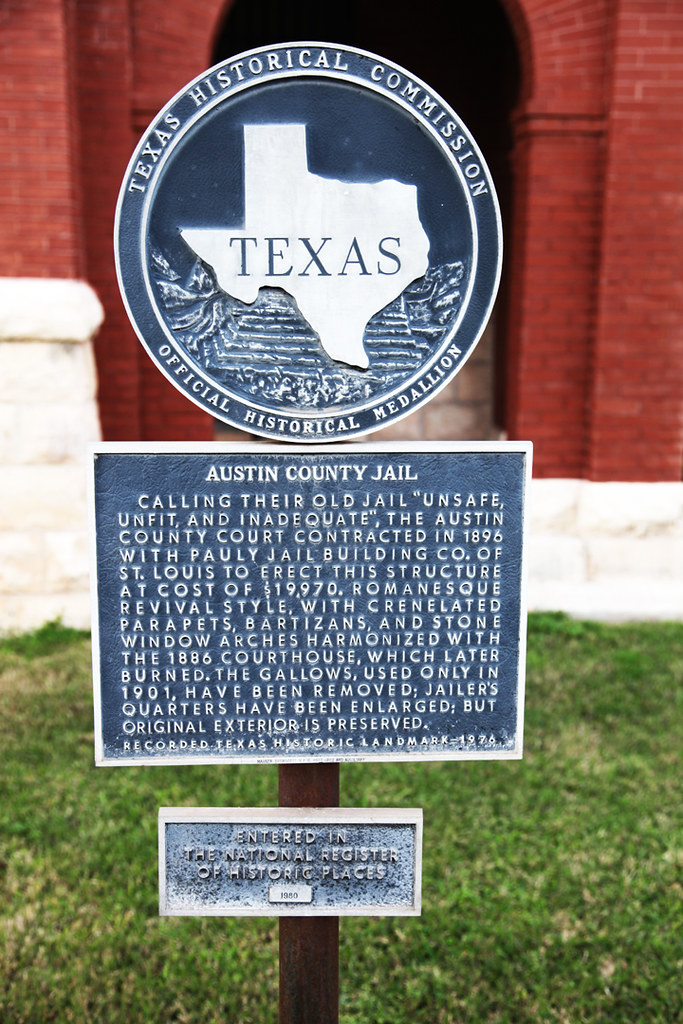 TEXAS HISTORICAL COMMISSION
TEXAS
OFFICIAL HISTORICAL MEDALLION
AUSTIN COUNTY JAIL
CALLING THEIR OLD JAIL "UNSAFE,
UNFIT, AND INADEQUATE", THE AUSTIN
COUNTY COURT CONTRACTED IN 1896
WITH PAULY JAIL BUILDING CO. OF
ST. LOUIS TO ERECT THIS STRUCTURE
AT COST OF $19,970. ROMANESQUE
REVIVAL STYLE, WITH CRENELATED
PARAPETS, BARTIZANS, AND STONE
WINDOW ARCHES HARMONIZED WITH
THE 1886 COURTHOUSE, WHICH LATER
BURNED. THE GALLOWS, USED ONLY IN
1901, HAVE BEEN REMOVED; JAILER'S
QUARTERS HAVE BEEN ENLARGED; BUT
ORIGINAL EXTERIOR IS PRESERVED.
RECORDED TEXAS HISTORIC LANDMARK-1976
ENTERED IN
THE NATIONAL REGISTER
OF HISTORIC PLACES
1980